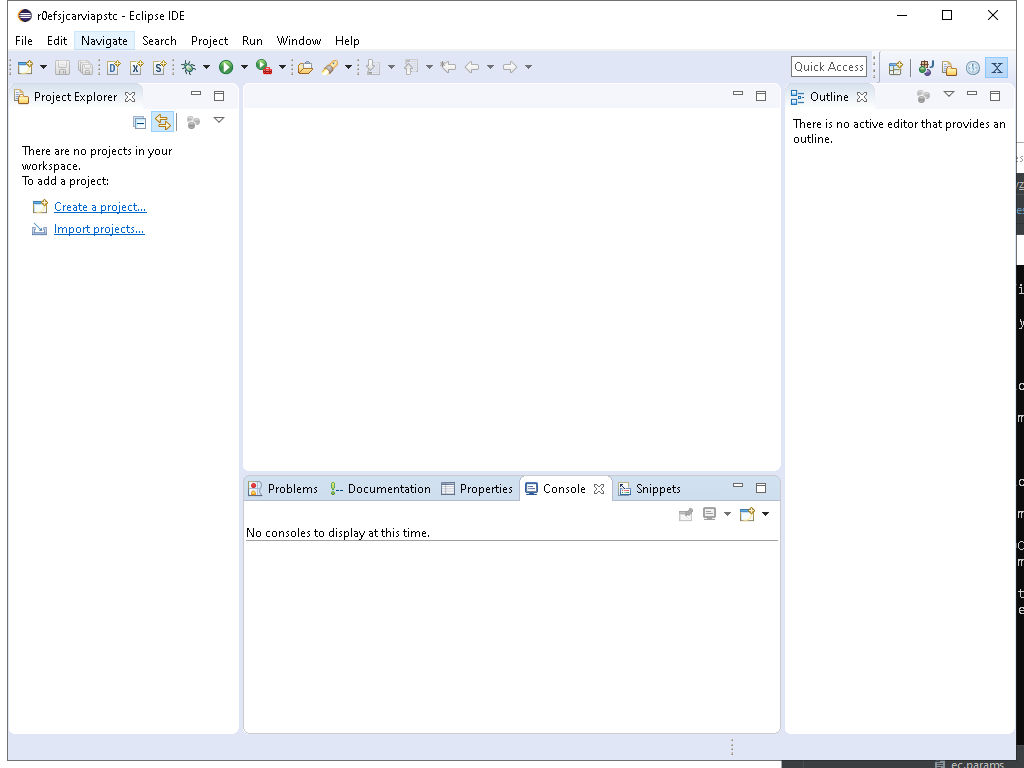 r0efsjcarviapstc - Eclipse IDE
File Edit Navigate Search Project Run Window Help
Quick Access
Project Explorer
There are no projects in your
workspace.
To add a project:
Create a project...
Import projects...
Outline
There is no active editor that provides an
outline.
Problems Documentation Properties Console Snippets
No consoles to display at this time.
ec.params